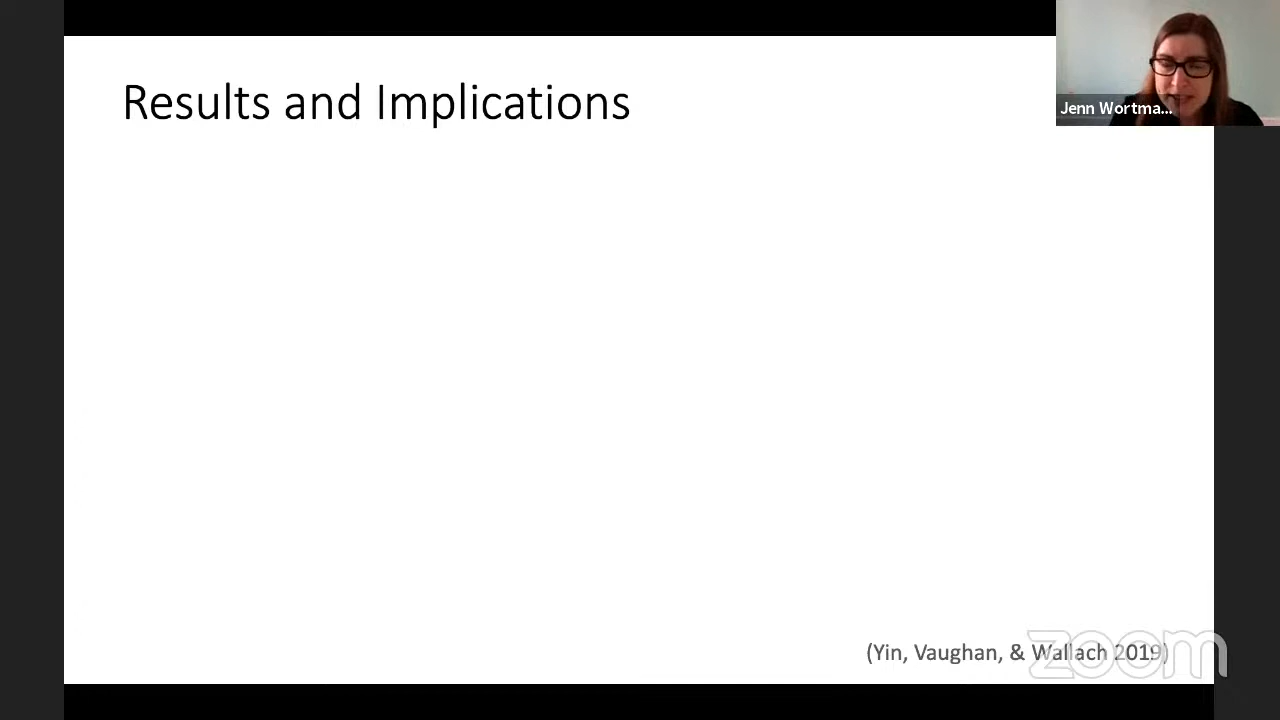 Results and Implications
Jenn Wortma...
(Yin, Vaughan, & Wallach 2019)
zoom